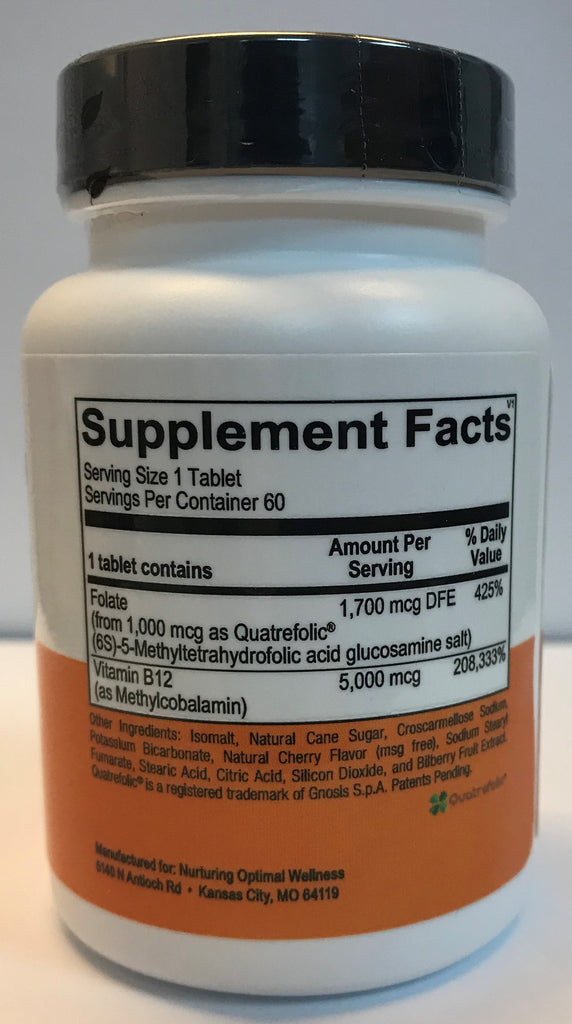 V1
Supplement Facts
Serving Size 1 Tablet
Servings Per Container 60
1 tablet contains Amount Per Serving % Daily Value
Folate 1,700 mcg DFE 425%
(from 1,000 mcg as Quatrefolic®
(6S)-5-Methyltetrahydrofolic acid glucosamine salt)
Vitamin B12 5,000 mcg 208,333%
(as Methylcobalamin)
Other Ingredients: Isomalt, Natural Cane Sugar, Croscarmellose Sodium,
Potassium Bicarbonate, Natural Cherry Flavor (msg free), Sodium Stearyl
Fumarate, Stearic Acid, Citric Acid, Silicon Dioxide, and Bilberry Fruit Extract.
Quatrefolic® is a registered trademark of Gnosis S.p.A. Patents Pending.
Quatrefolic®
Manufactured for: Nurturing Optimal Wellness
5140 N Antioch Rd • Kansas City, MO 64119